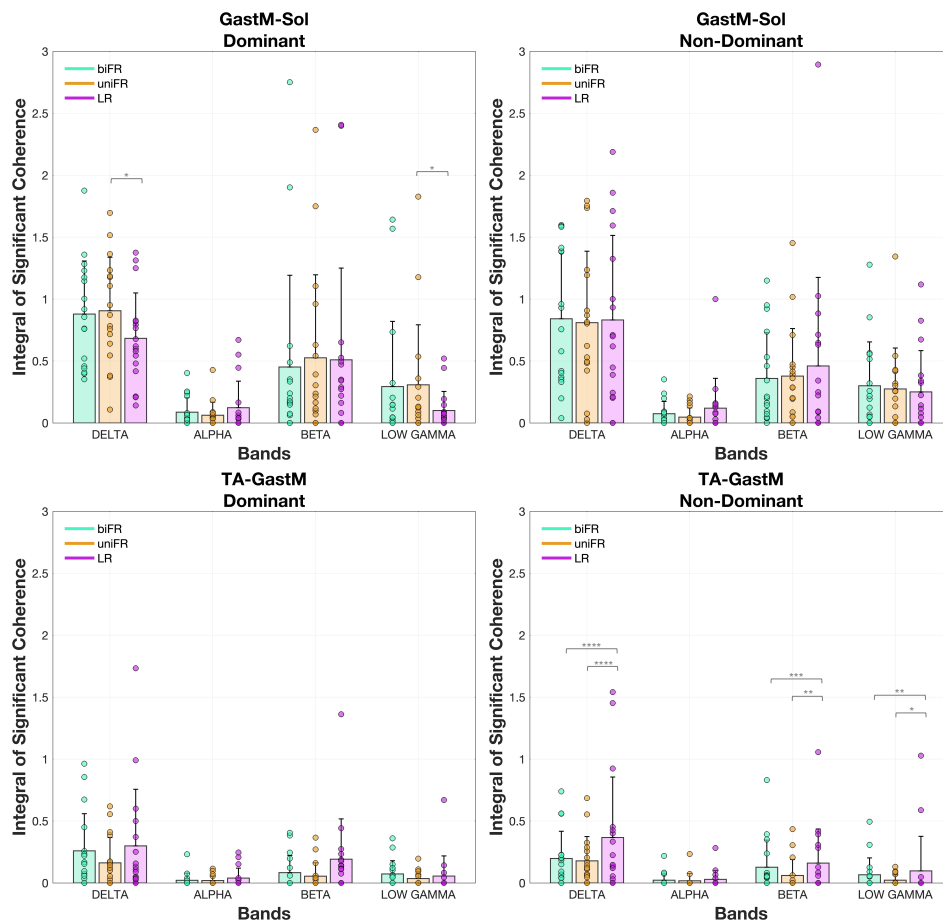 GastM-Sol
Dominant
Integral of Significant Coherence
3
2.5
2
1.5
1
0.5
0
biFR
uniFR
LR
*
*
DELTA ALPHA BETA LOW GAMMA
Bands
GastM-Sol
Non-Dominant
Integral of Significant Coherence
3
2.5
2
1.5
1
0.5
0
biFR
uniFR
LR
DELTA ALPHA BETA LOW GAMMA
Bands
TA-GastM
Dominant
Integral of Significant Coherence
3
2.5
2
1.5
1
0.5
0
biFR
uniFR
LR
DELTA ALPHA BETA LOW GAMMA
Bands
TA-GastM
Non-Dominant
Integral of Significant Coherence
3
2.5
2
1.5
1
0.5
0
biFR
uniFR
LR
****
****
***
**
**
*
DELTA ALPHA BETA LOW GAMMA
Bands